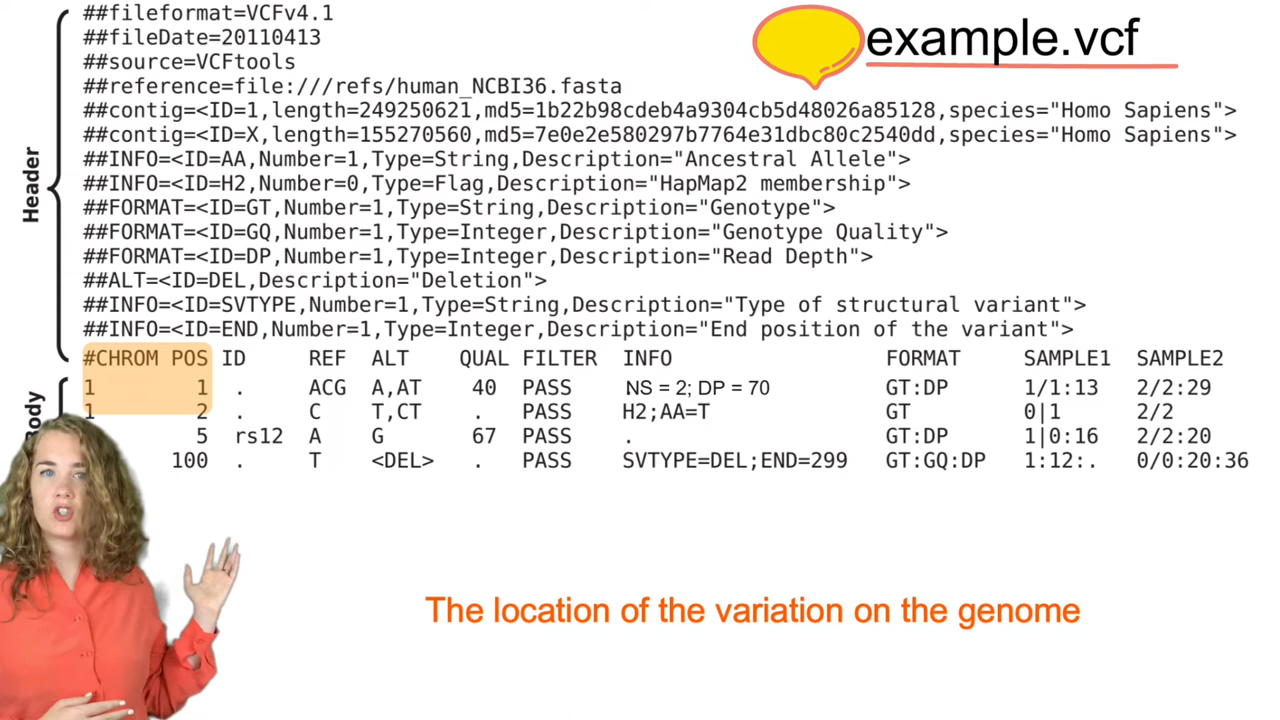 example.vcf
##fileformat=VCFv4.1
##fileDate=20110413
##source=VCFtools
##reference=file:///refs/human_NCBI36.fasta
##contig=<ID=1,length=249250621,md5=1b22b98cdeb4a9304cb5d48026a85128,species="Homo Sapiens">
##contig=<ID=X,length=155270560,md5=7e0e2e580297b7764e31dbc80c2540dd,species="Homo Sapiens">
##INFO=<ID=AA,Number=1,Type=String,Description="Ancestral Allele">
##INFO=<ID=H2,Number=0,Type=Flag,Description="HapMap2 membership">
##FORMAT=<ID=GT,Number=1,Type=String,Description="Genotype">
##FORMAT=<ID=GQ,Number=1,Type=Integer,Description="Genotype Quality">
##FORMAT=<ID=DP,Number=1,Type=Integer,Description="Read Depth">
##ALT=<ID=DEL,Description="Deletion">
##INFO=<ID=SVTYPE,Number=1,Type=String,Description="Type of structural variant">
##INFO=<ID=END,Number=1,Type=Integer,Description="End position of the variant">
Header
#CHROM POS ID REF ALT QUAL FILTER INFO FORMAT SAMPLE1 SAMPLE2
1 1 . ACG A,AT 40 PASS NS = 2; DP = 70 GT:DP 1/1:13 2/2:29
1 2 . C T,CT . PASS H2;AA=T GT 0|1 2/2
5 rs12 A G 67 PASS . GT:DP 1|0:16 2/2:20
100 . T <DEL> . PASS SVTYPE=DEL;END=299 GT:GQ:DP 1:12:. 0/0:20:36
The location of the variation on the genome